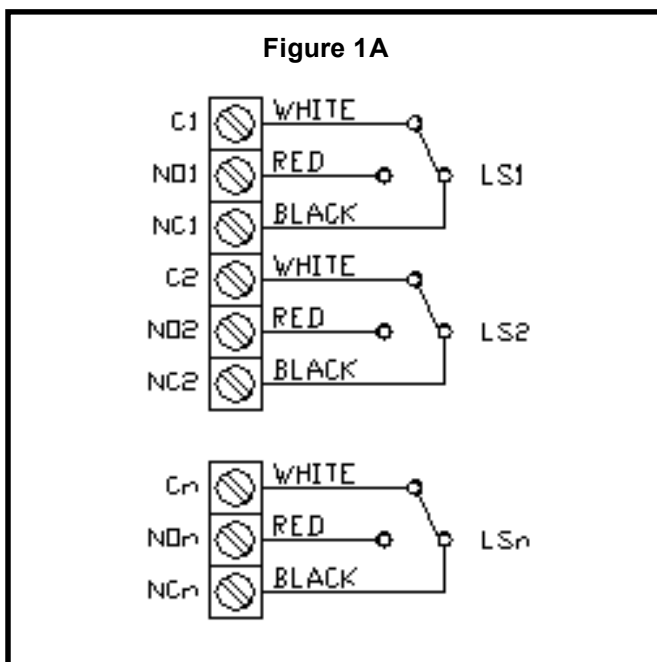 Figure 1A
C1 WHITE
NO1 RED LS1
NC1 BLACK
C2 WHITE
NO2 RED LS2
NC2 BLACK
Cn WHITE
NOn RED LSn
NCn BLACK